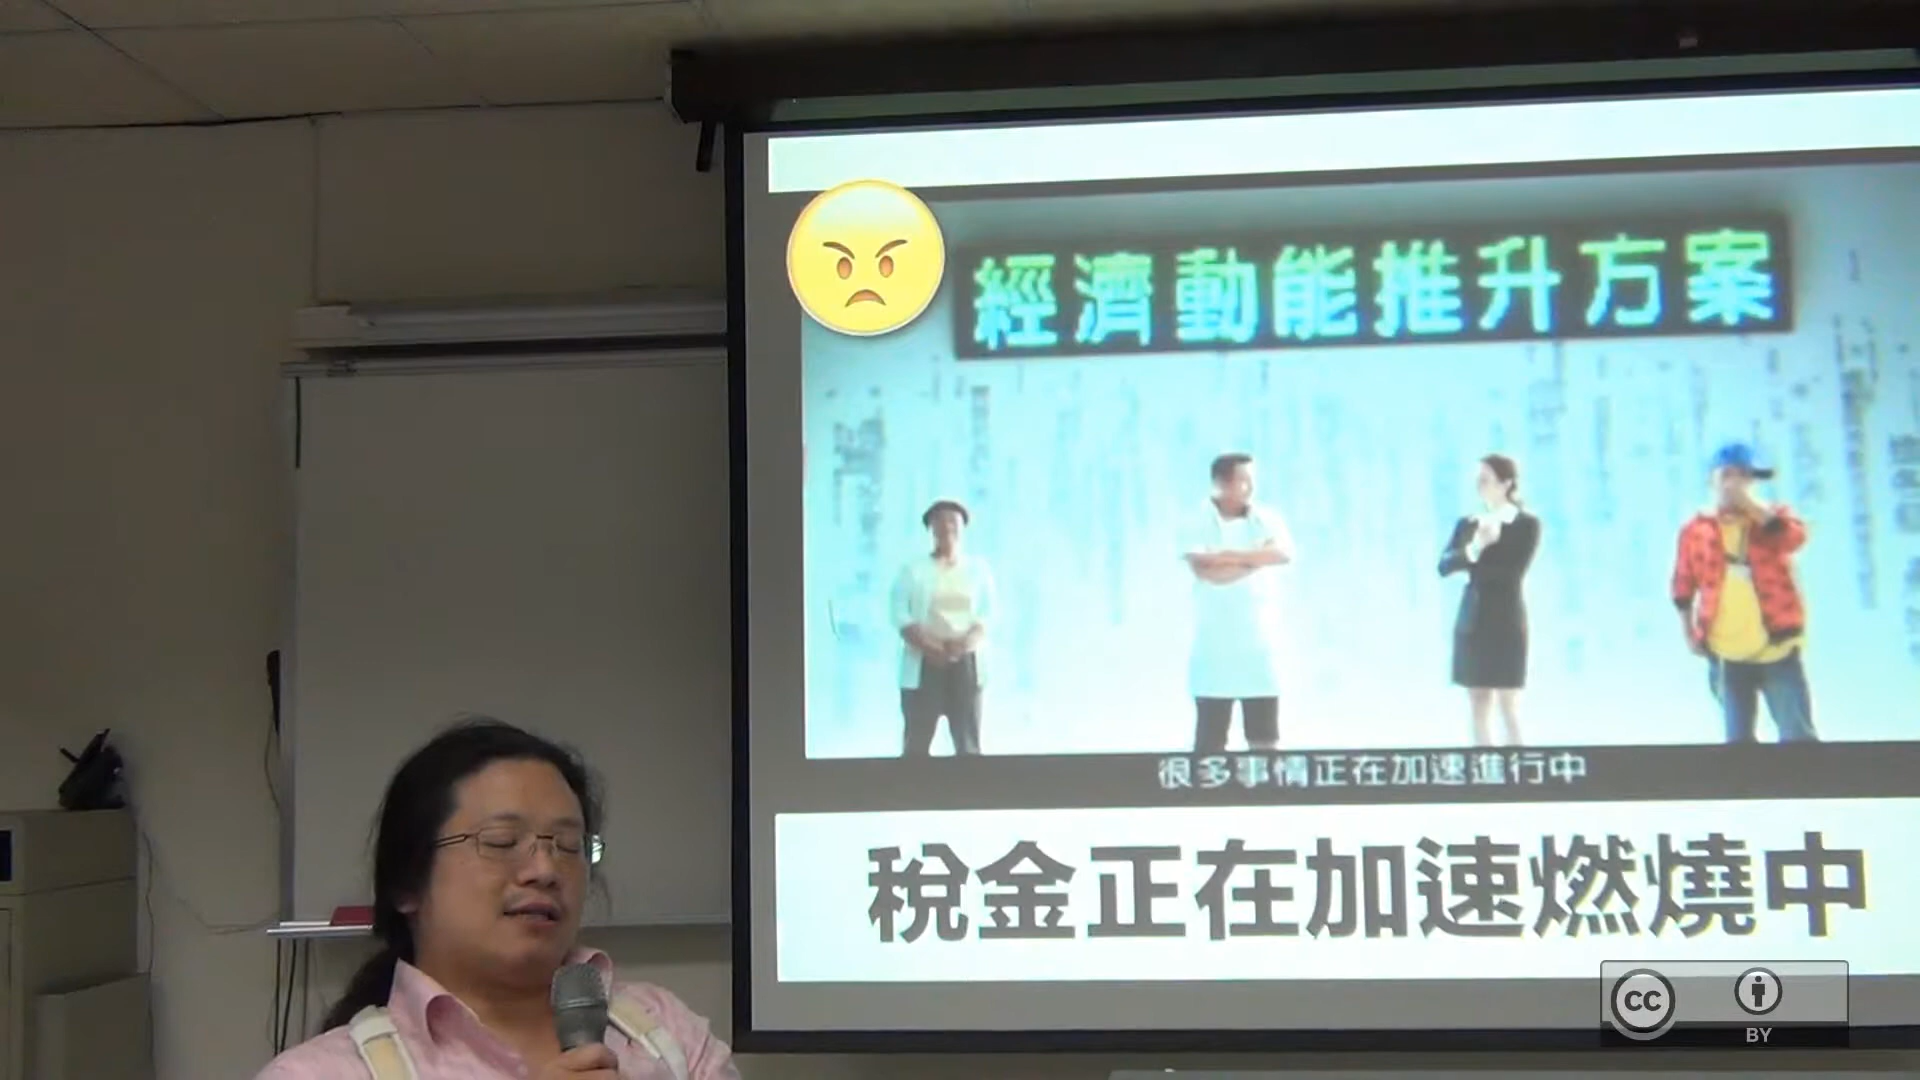 經濟動能推升方案
很多事情正在加速進行中
稅金正在加速燃燒中
cc
BY